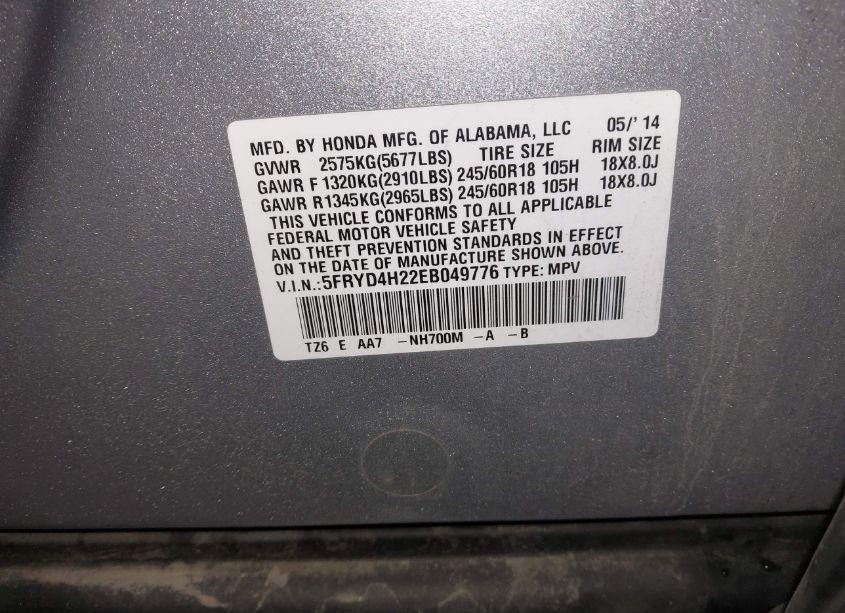 MFD. BY HONDA MFG. OF ALABAMA, LLC 05/' 14
GVWR 2575KG(5677LBS) TIRE SIZE RIM SIZE
GAWR F 1320KG(2910LBS) 245/60R18 105H 18X8.0J
GAWR R1345KG(2965LBS) 245/60R18 105H 18X8.0J
THIS VEHICLE CONFORMS TO ALL APPLICABLE
FEDERAL MOTOR VEHICLE SAFETY
AND THEFT PREVENTION STANDARDS IN EFFECT
ON THE DATE OF MANUFACTURE SHOWN ABOVE.
V.I.N.:5FRYD4H22EB049776 TYPE: MPV
TZ6 E AA7 -NH700M -A -B